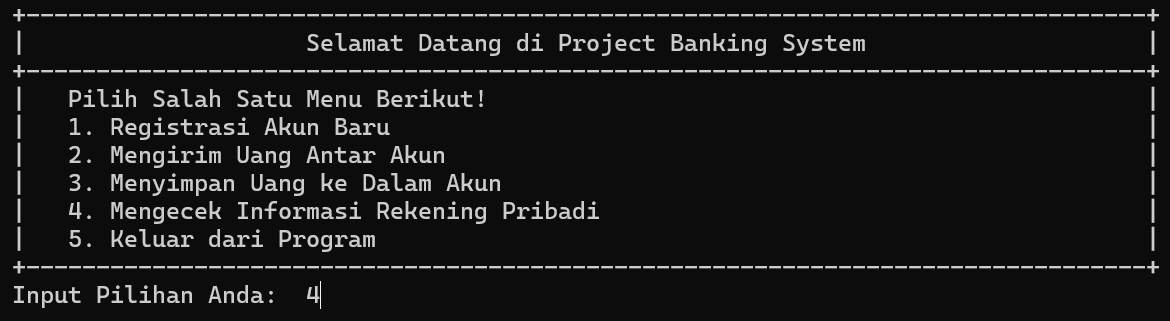 Selamat Datang di Project Banking System
Pilih Salah Satu Menu Berikut!
1. Registrasi Akun Baru
2. Mengirim Uang Antar Akun
3. Menyimpan Uang ke Dalam Akun
4. Mengecek Informasi Rekening Pribadi
5. Keluar dari Program
Input Pilihan Anda:  4